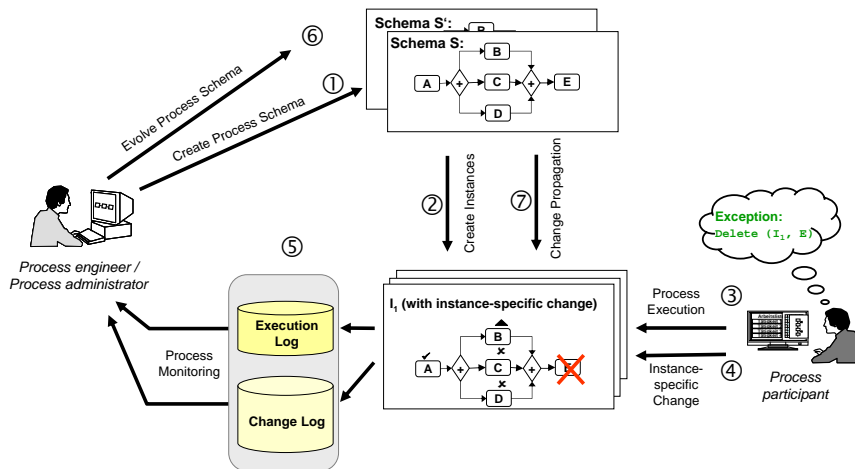 Schema S‘:
B
Schema S:
B
A
+
C
+
E
D
⑥
①
Evolve Process Schema
Create Process Schema
②
Create Instances
⑦
Change Propagation
Exception:
Delete (I1, E)
Process engineer /
Process administrator
⑤
Execution
Log
Change Log
Process
Monitoring
I1 (with instance-specific change)
B
A
+
C
+
E
D
Process
Execution
③
④
Instance-
specific
Change
Process
participant